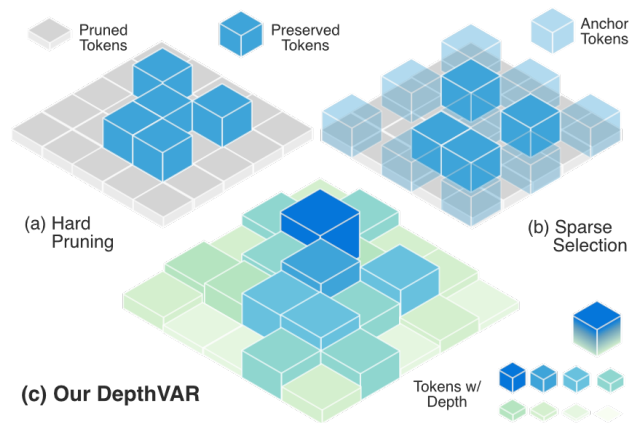 Pruned
Tokens
Preserved
Tokens
Anchor
Tokens
(a) Hard
Pruning
(b) Sparse
Selection
(c) Our DepthVAR
Tokens w/
Depth